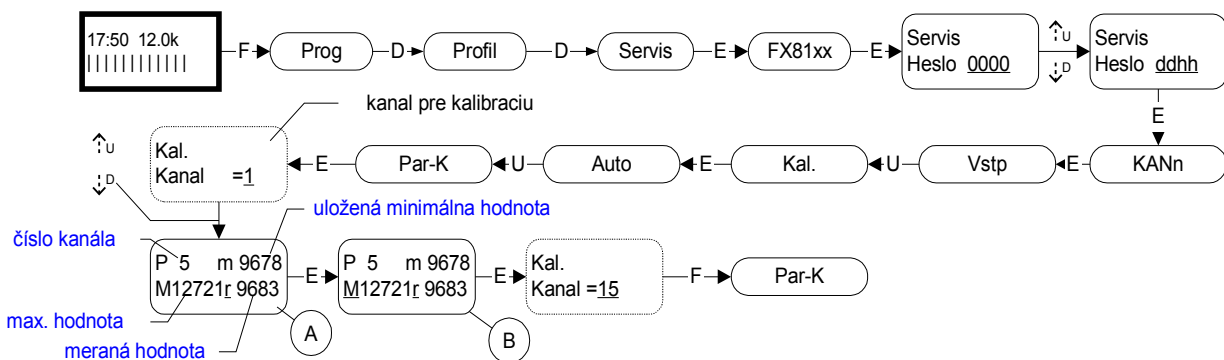 17:50 12.0k
||||||||||||
F
Prog
D
Profil
D
Servis
E
FX81xx
E
Servis
Heslo 0000
U
D
Servis
Heslo ddhh
E
KANn
E
Vstp
U
Kal.
E
Auto
U
Par-K
E
kanal pre kalibraciu
Kal.
Kanal =1
U
D
uložená minimálna hodnota
číslo kanála
P 5 m 9678
M12721r 9683
max. hodnota
meraná hodnota
A
E
P 5 m 9678
M12721r 9683
B
E
Kal.
Kanal =15
F
Par-K